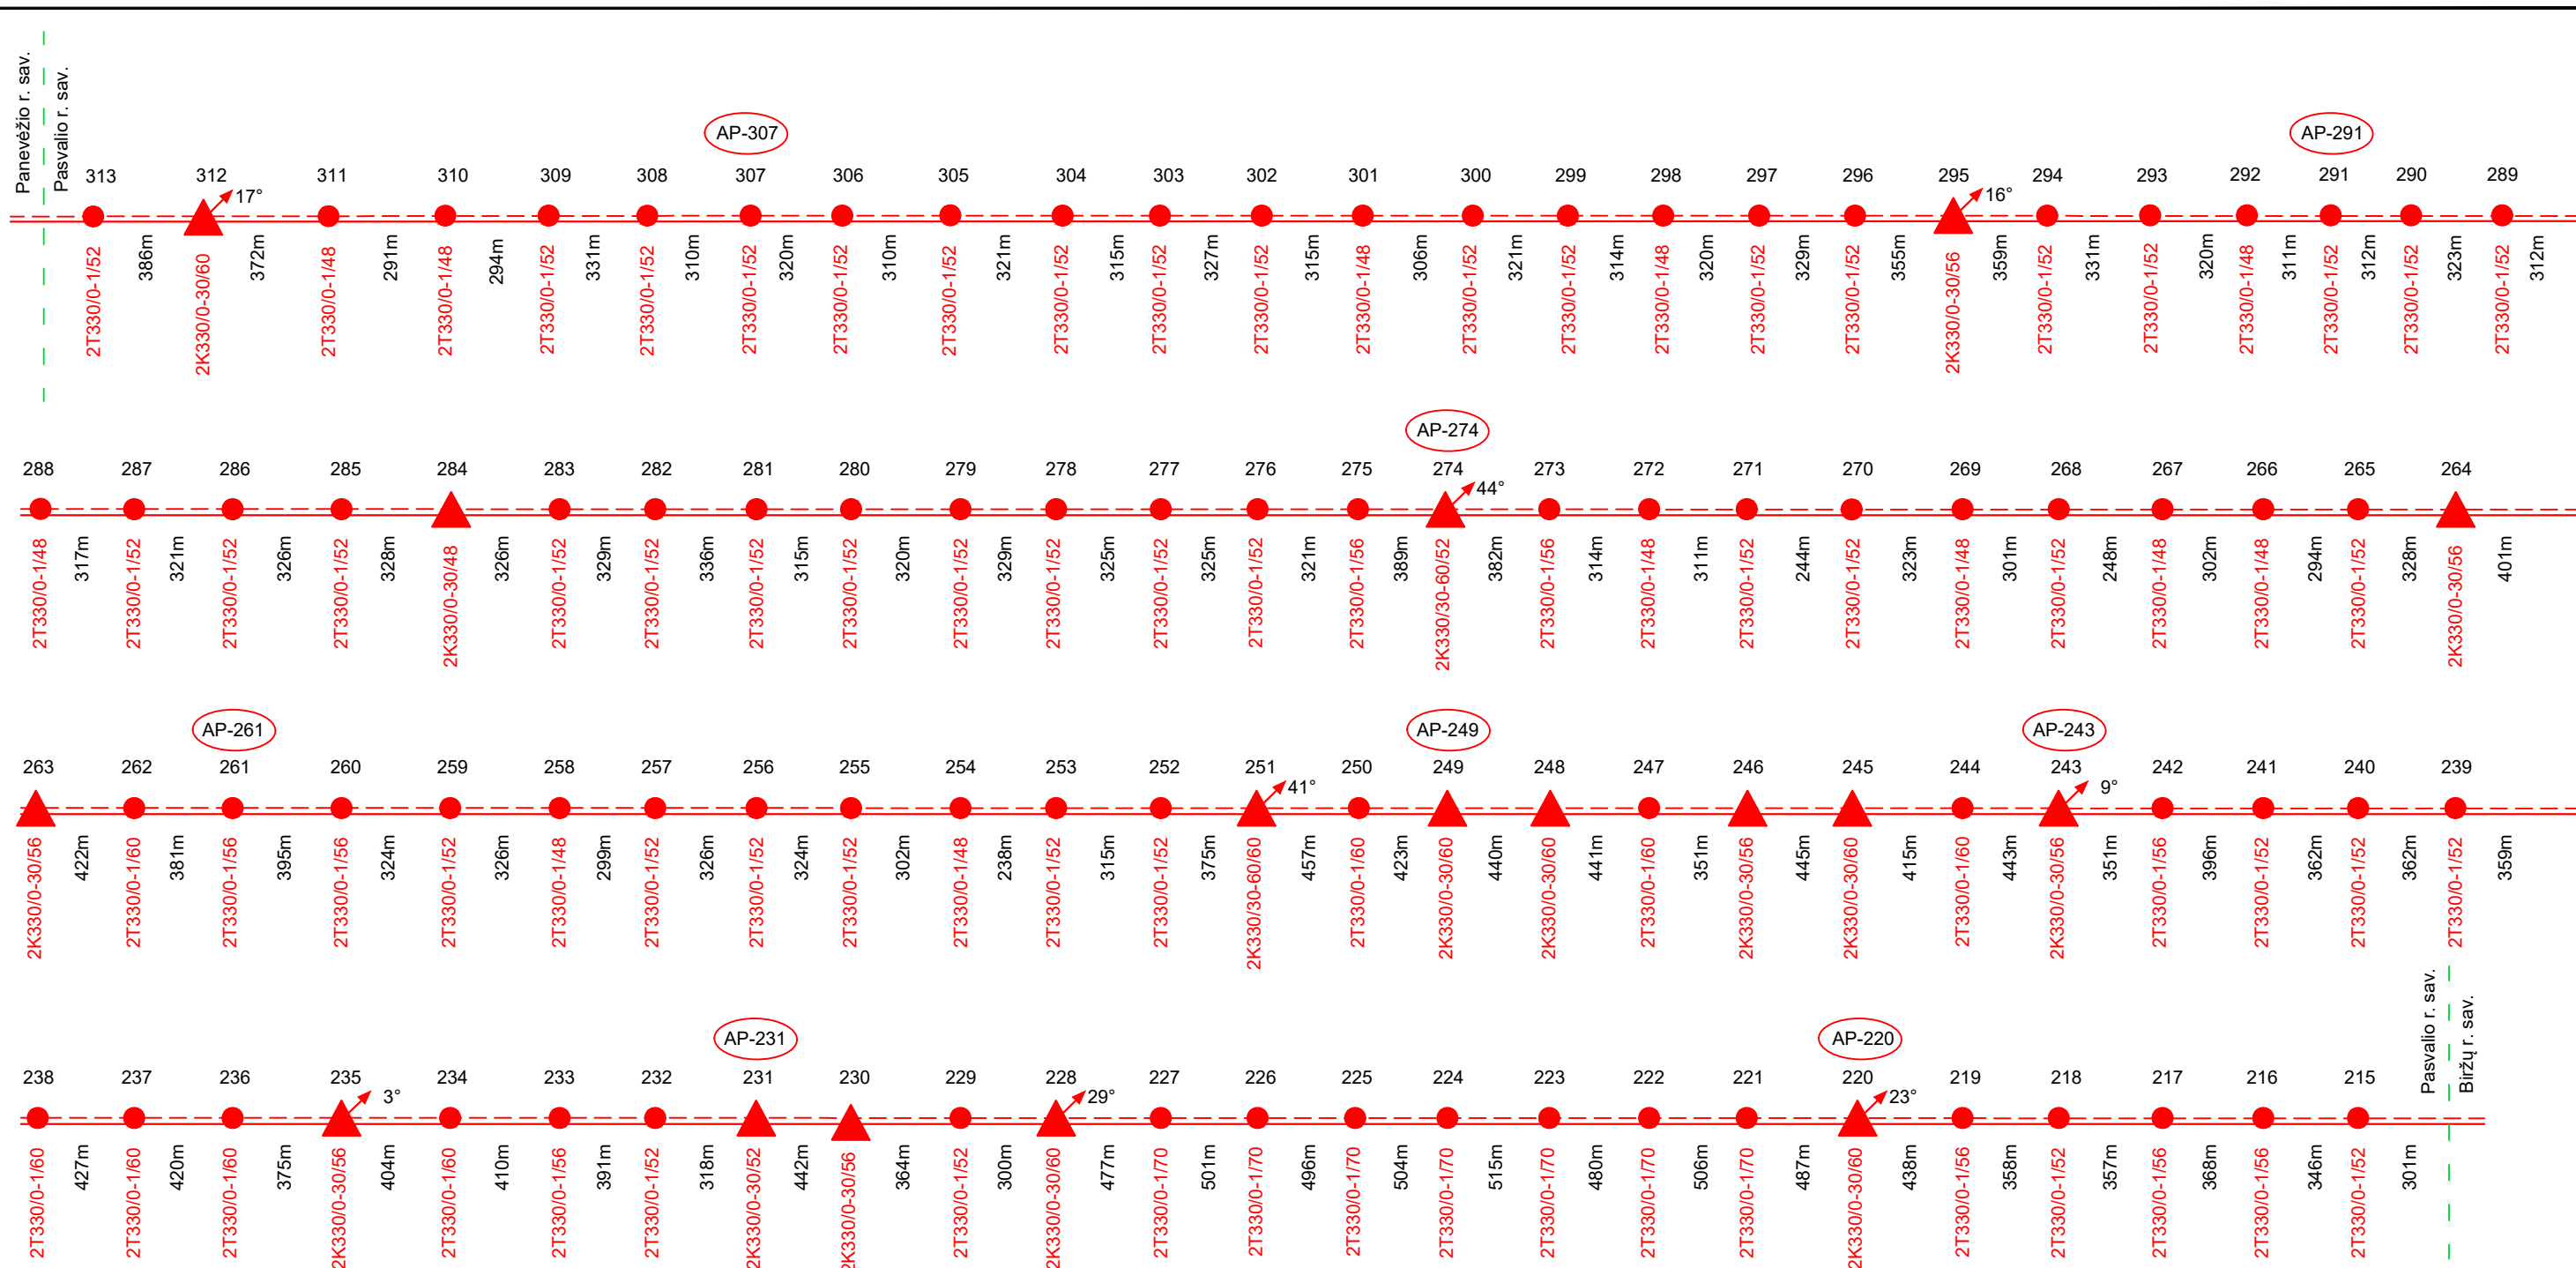 Panevėžio r. sav.
Pasvalio r. sav.
AP-307 AP-291
313 312 311 310 309 308 307 306 305 304 303 302 301 300 299 298 297 296 295 294 293 292 291 290 289
17° 16°
386m 372m 291m 294m 331m 310m 320m 310m 321m 315m 327m 315m 306m 321m 314m 320m 329m 355m 359m 331m 320m 311m 312m 323m 312m
2T330/0-1/52 2K330/0-30/60 2T330/0-1/48 2T330/0-1/48 2T330/0-1/52 2T330/0-1/52 2T330/0-1/52 2T330/0-1/52 2T330/0-1/52 2T330/0-1/52 2T330/0-1/52 2T330/0-1/52 2T330/0-1/48 2T330/0-1/52 2T330/0-1/52 2T330/0-1/48 2T330/0-1/52 2T330/0-1/52 2K330/0-30/56 2T330/0-1/52 2T330/0-1/52 2T330/0-1/48 2T330/0-1/52 2T330/0-1/52 2T330/0-1/52
AP-274
288 287 286 285 284 283 282 281 280 279 278 277 276 275 274 273 272 271 270 269 268 267 266 265 264
44°
317m 321m 326m 328m 326m 329m 336m 315m 320m 329m 325m 325m 321m 389m 382m 314m 311m 244m 323m 301m 248m 302m 294m 328m 401m
2T330/0-1/48 2T330/0-1/52 2T330/0-1/52 2T330/0-1/52 2K330/0-30/48 2T330/0-1/52 2T330/0-1/52 2T330/0-1/52 2T330/0-1/52 2T330/0-1/52 2T330/0-1/52 2T330/0-1/52 2T330/0-1/52 2T330/0-1/56 2K330/30-60/52 2T330/0-1/56 2T330/0-1/48 2T330/0-1/52 2T330/0-1/52 2T330/0-1/48 2T330/0-1/52 2T330/0-1/48 2T330/0-1/48 2T330/0-1/52 2K330/0-30/56
AP-261 AP-249 AP-243
263 262 261 260 259 258 257 256 255 254 253 252 251 250 249 248 247 246 245 244 243 242 241 240 239
41° 9°
422m 381m 395m 324m 326m 299m 326m 324m 302m 238m 315m 375m 457m 423m 440m 441m 351m 445m 415m 443m 351m 396m 362m 362m 359m
2K330/0-30/56 2T330/0-1/60 2T330/0-1/56 2T330/0-1/56 2T330/0-1/52 2T330/0-1/48 2T330/0-1/52 2T330/0-1/52 2T330/0-1/52 2T330/0-1/48 2T330/0-1/52 2T330/0-1/52 2K330/30-60/60 2T330/0-1/60 2K330/0-30/60 2K330/0-30/60 2T330/0-1/60 2K330/0-30/56 2K330/0-30/60 2T330/0-1/60 2K330/0-30/56 2T330/0-1/56 2T330/0-1/52 2T330/0-1/52 2T330/0-1/52
Pasvalio r. sav.
Biržų r. sav.
AP-231 AP-220
238 237 236 235 234 233 232 231 230 229 228 227 226 225 224 223 222 221 220 219 218 217 216 215
3° 29° 23°
427m 420m 375m 404m 410m 391m 318m 442m 364m 300m 477m 501m 496m 504m 515m 480m 506m 487m 438m 358m 357m 368m 346m 301m
2T330/0-1/60 2T330/0-1/60 2T330/0-1/60 2K330/0-30/56 2T330/0-1/60 2T330/0-1/56 2T330/0-1/52 2K330/0-30/52 2K330/0-30/56 2T330/0-1/52 2K330/0-30/60 2T330/0-1/70 2T330/0-1/70 2T330/0-1/70 2T330/0-1/70 2T330/0-1/70 2T330/0-1/70 2T330/0-1/70 2K330/0-30/60 2T330/0-1/56 2T330/0-1/52 2T330/0-1/56 2T330/0-1/56 2T330/0-1/52